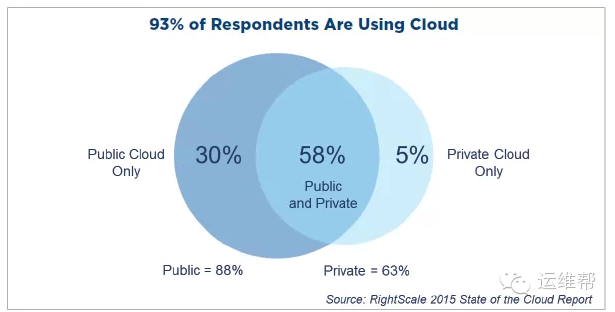 93% of Respondents Are Using Cloud
Public Cloud
Only
30%
58%
Public
and Private
5%
Private Cloud
Only
Public = 88%
Private = 63%
运维帮
Source: RightScale 2015 State of the Cloud Report